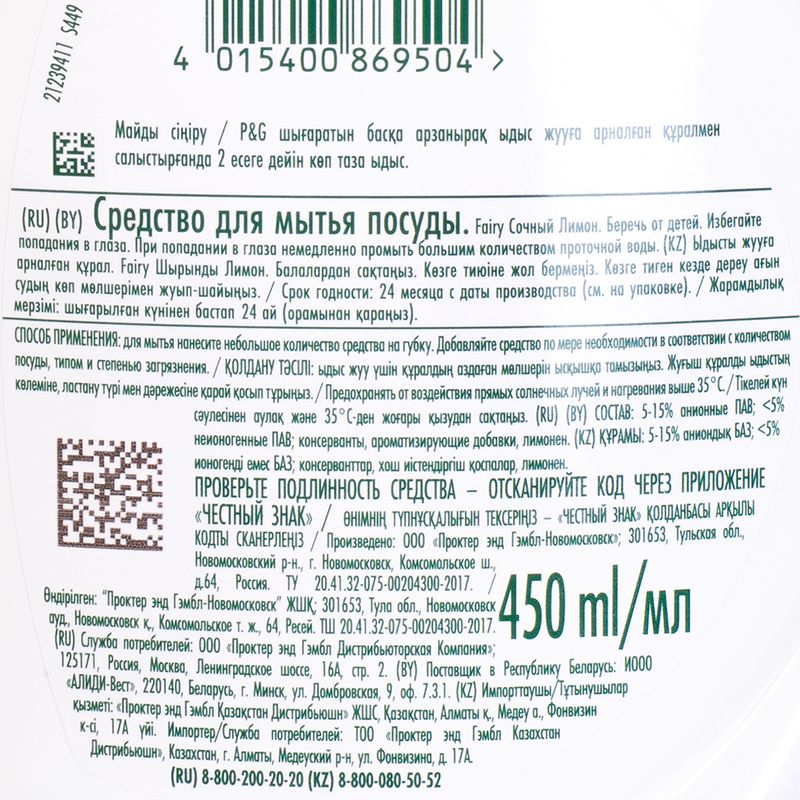 21239411 S449
4 015400 869504 >
Майды сіңіру / P&G шығаратын басқа арзанырақ ыдыс жууға арналған құралмен
салыстырғанда 2 есеге дейін көп таза ыдыс.
(RU) (BY) Средство для мытья посуды. Fairy Сочный Лимон. Беречь от детей. Избегайте
попадания в глаза. При попадании в глаза немедленно промыть большим количеством проточной воды. (KZ) Ыдысты жууға
арналған құрал. Fairy Шырынды Лимон. Балалардан сақтаңыз. Көзге тиюіне жол бермеңіз. Көзге тиген кезде дереу ағын
судың көп мөлшерімен жуып-шайыңыз. / Срок годности: 24 месяца с даты производства (см. на упаковке). / Жарамдылық
мерзімі: шығарылған күнінен бастап 24 ай (орамынан қараңыз).
СПОСОБ ПРИМЕНЕНИЯ: для мытья нанесите небольшое количество средства на губку. Добавляйте средство по мере необходимости в соответствии с количеством
посуды, типом и степенью загрязнения. / ҚОЛДАНУ ТӘСІЛІ: ыдыс жуу үшін құралдың аздаған мөлшерін ысқышқа тамызыңыз. Жуғыш құралды ыдыстың
көлеміне, ластану түрі мен дәрежесіне қарай қосып тұрыңыз. / Предохранять от воздействия прямых солнечных лучей и нагревания выше 35°С. / Тікелей күн
сәулесінен аулақ және 35°С-ден жоғары қызудан сақтаңыз. (RU) (BY) СОСТАВ: 5-15% анионные ПАВ; <5%
неионогенные ПАВ; консерванты, ароматизирующие добавки, лимонен. (KZ) ҚҰРАМЫ: 5-15% аниондық БАЗ; <5%
ионогенді емес БАЗ; консерванттар, хош иістендіргіш қоспалар, лимонен.
ПРОВЕРЬТЕ ПОДЛИННОСТЬ СРЕДСТВА – ОТСКАНИРУЙТЕ КОД ЧЕРЕЗ ПРИЛОЖЕНИЕ
«ЧЕСТНЫЙ ЗНАК» / ӨНІМНІҢ ТҮПНҰСҚАЛЫҒЫН ТЕКСЕРІҢІЗ – «ЧЕСТНЫЙ ЗНАК» ҚОЛДАНБАСЫ АРҚЫЛЫ
КОДТЫ СКАНЕРЛЕҢІЗ / Произведено: ООО «Проктер энд Гэмбл-Новомосковск»; 301653, Тульская обл.,
Новомосковский р-н., г. Новомосковск, Комсомольское ш.,
д.64, Россия. ТУ 20.41.32-075-00204300-2017. /
Өндірілген: "Проктер энд Гэмбл-Новомосковск" ЖШҚ; 301653, Тула обл., Новомосковск
ауд., Новомосковск қ., Комсомольское т. ж., 64, Ресей. ТШ 20.41.32-075-00204300-2017.
450 ml/мл
(RU) Служба потребителей: ООО «Проктер энд Гэмбл Дистрибьюторская Компания»;
125171, Россия, Москва, Ленинградское шоссе, 16А, стр. 2. (BY) Поставщик в Республику Беларусь: ИООО
«АЛИДИ-Вест», 220140, Беларусь, г. Минск, ул. Домбровская, 9, оф. 7.3.1. (KZ) Импорттаушы/Тұтынушылар
қызметі: «Проктер энд Гэмбл Қазақстан Дистрибьюшн» ЖШС, Қазақстан, Алматы қ., Медеу а., Фонвизин
к-сі, 17А үйі. Импортер/Служба потребителей: ТОО «Проктер энд Гэмбл Казахстан
Дистрибьюшн», Казахстан, г. Алматы, Медеуский р-н, ул. Фонвизина, д. 17А.
(RU) 8-800-200-20-20 (KZ) 8-800-080-50-52